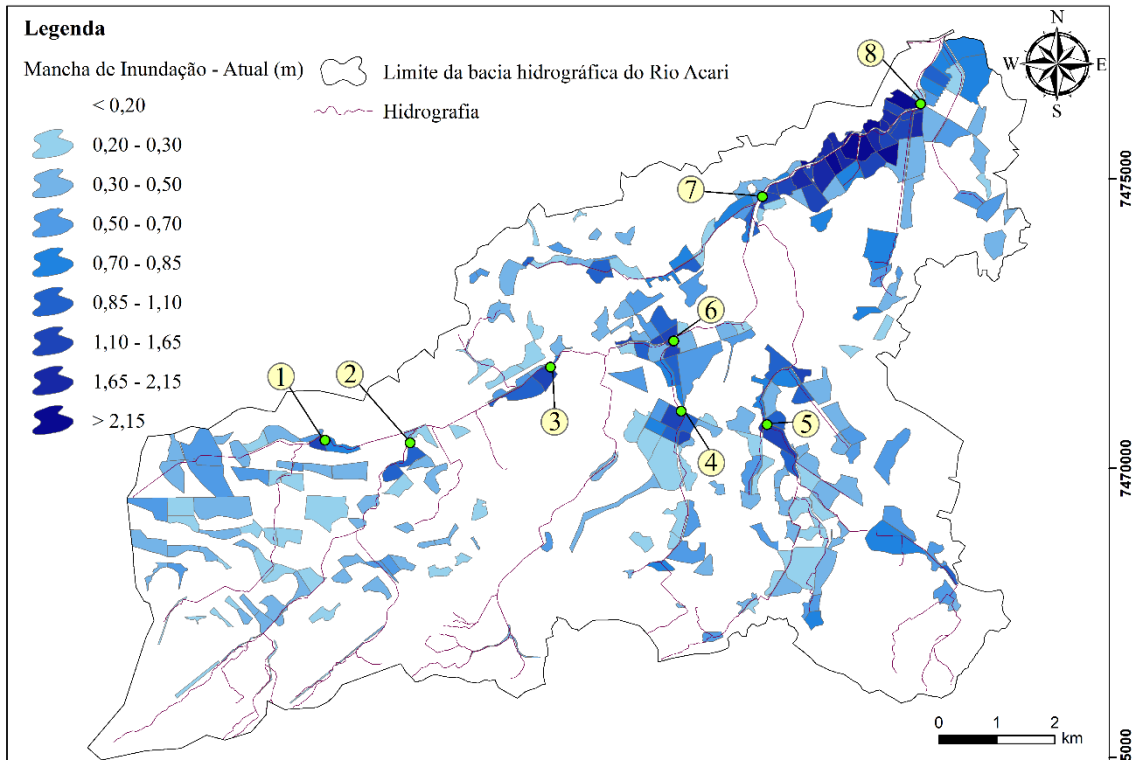 Legenda
Mancha de Inundação - Atual (m)
< 0,20
0,20 - 0,30
0,30 - 0,50
0,50 - 0,70
0,70 - 0,85
0,85 - 1,10
1,10 - 1,65
1,65 - 2,15
> 2,15
Limite da bacia hidrográfica do Rio Acari
Hidrografia
N
W
E
S
8
7
6
1
2
3
4
5
7475000
7470000
5000
0
1
2
km